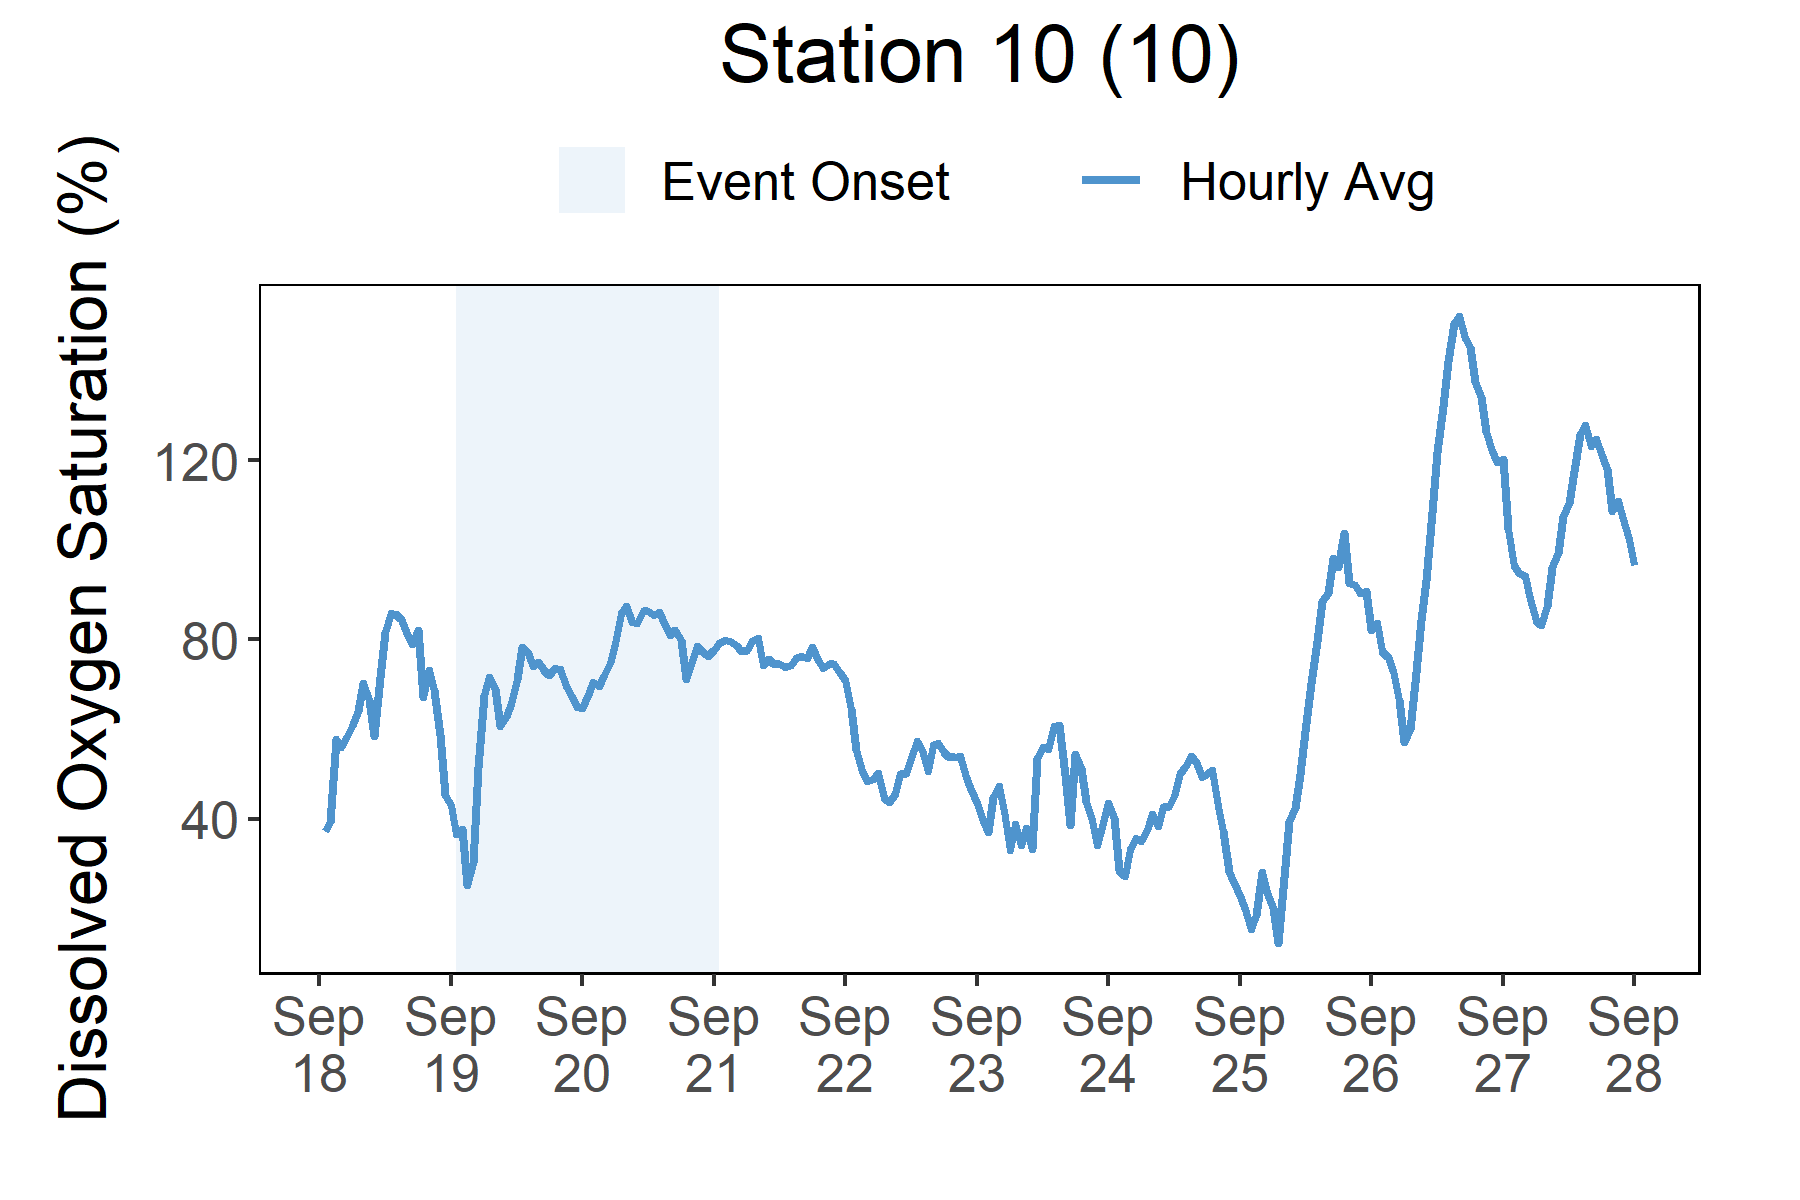 Station 10 (10)
Event Onset
Hourly Avg
Dissolved Oxygen Saturation (%)
120
80
40
Sep 18
Sep 19
Sep 20
Sep 21
Sep 22
Sep 23
Sep 24
Sep 25
Sep 26
Sep 27
Sep 28